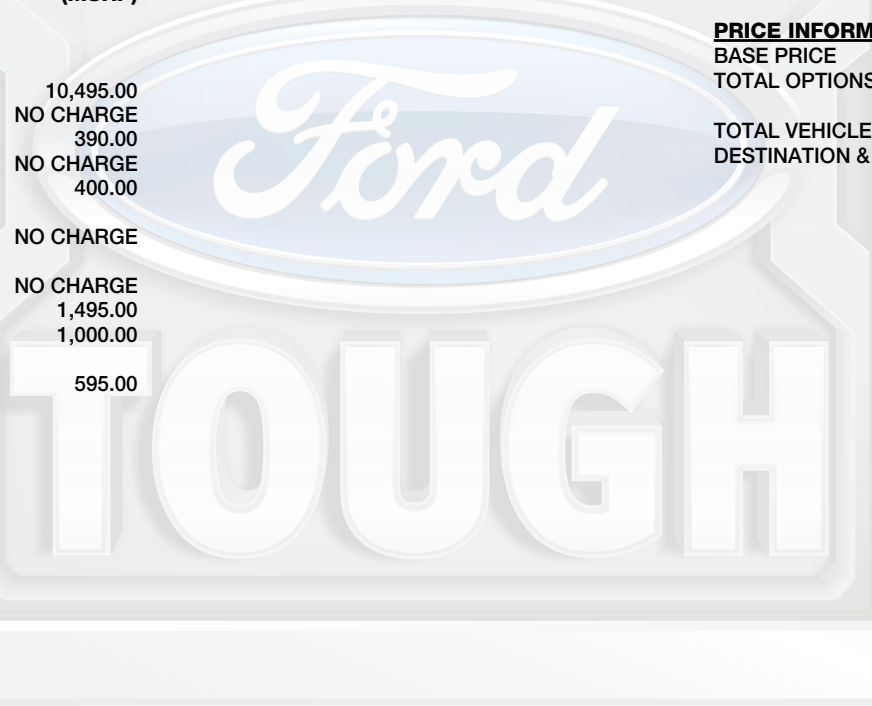 (MSRP)
10,495.00
NO CHARGE
390.00
NO CHARGE
400.00
NO CHARGE
NO CHARGE
1,495.00
1,000.00
595.00
PRICE INFORM
BASE PRICE
TOTAL OPTIONS
TOTAL VEHICLE
DESTINATION &
Ford
TOUGH